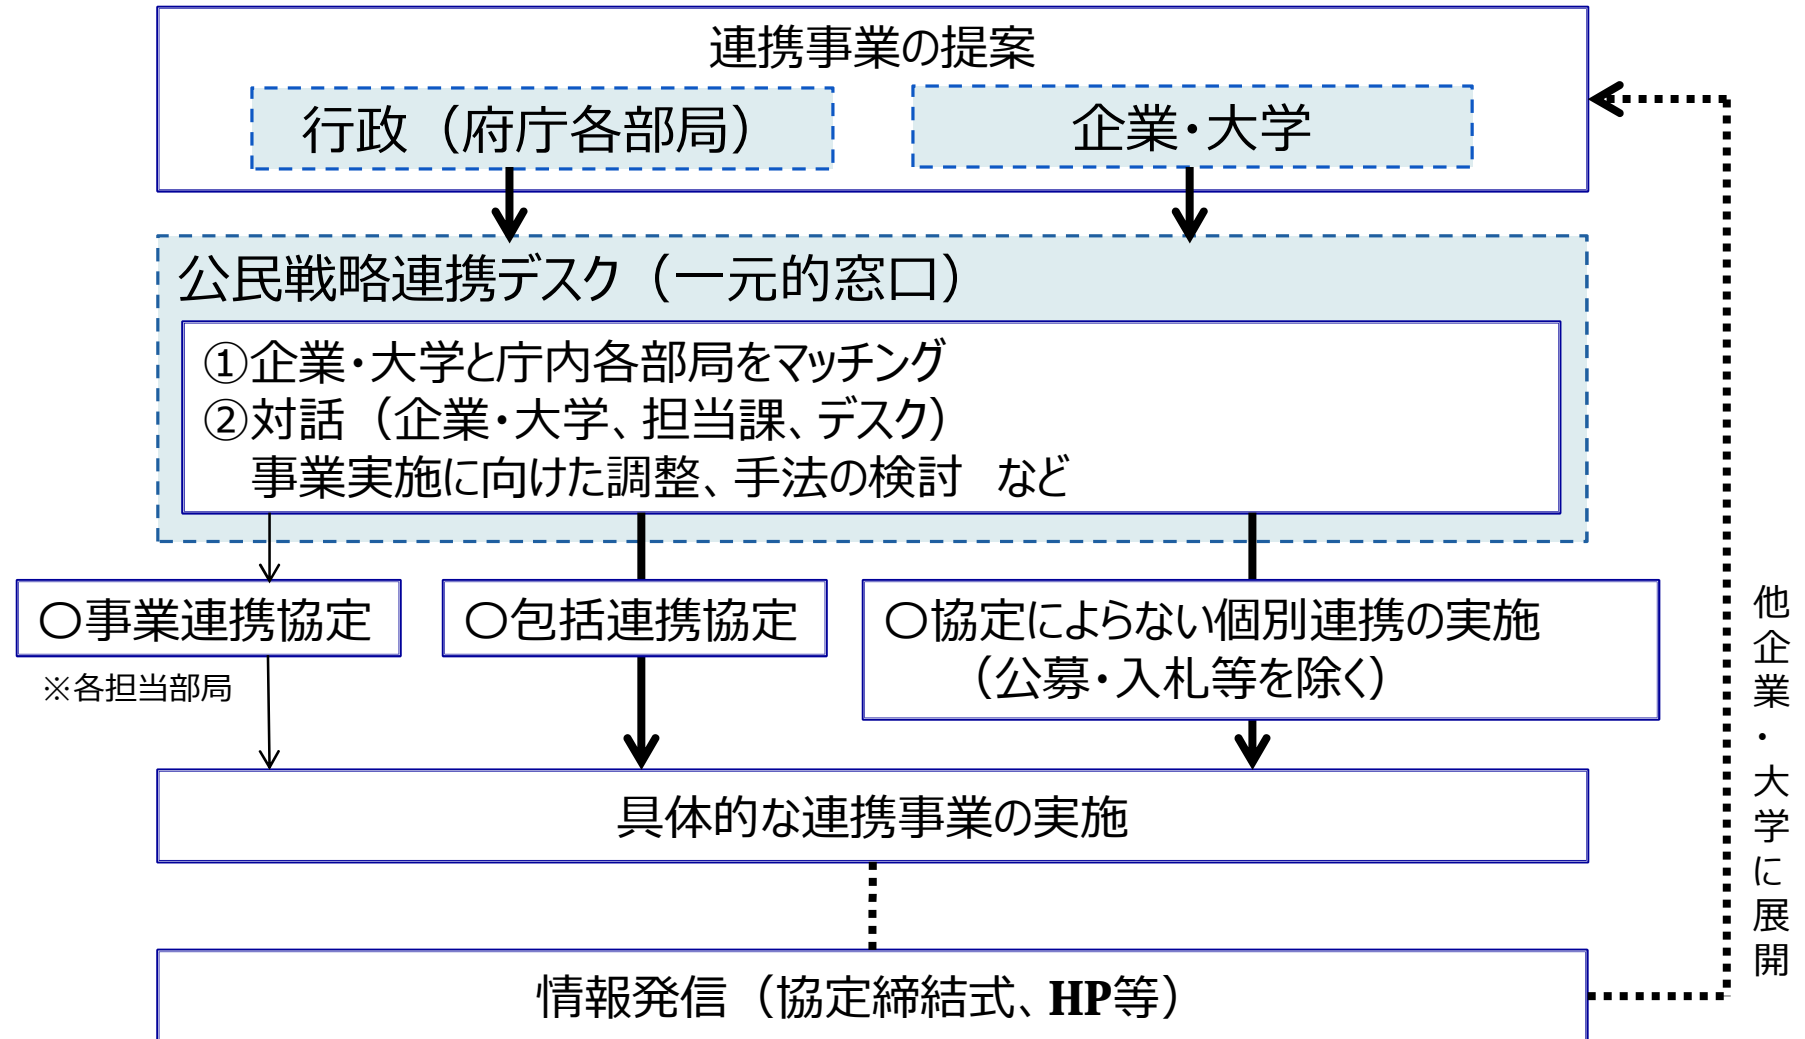 連携事業の提案
行政（府庁各部局）
企業・大学
公民戦略連携デスク（一元的窓口）
①企業・大学と庁内各部局をマッチング
②対話（企業・大学、担当課、デスク）
事業実施に向けた調整、手法の検討　など
〇事業連携協定
※各担当部局
〇包括連携協定
〇協定によらない個別連携の実施
（公募・入札等を除く）
具体的な連携事業の実施
情報発信（協定締結式、HP等）
他企業・大学に展開